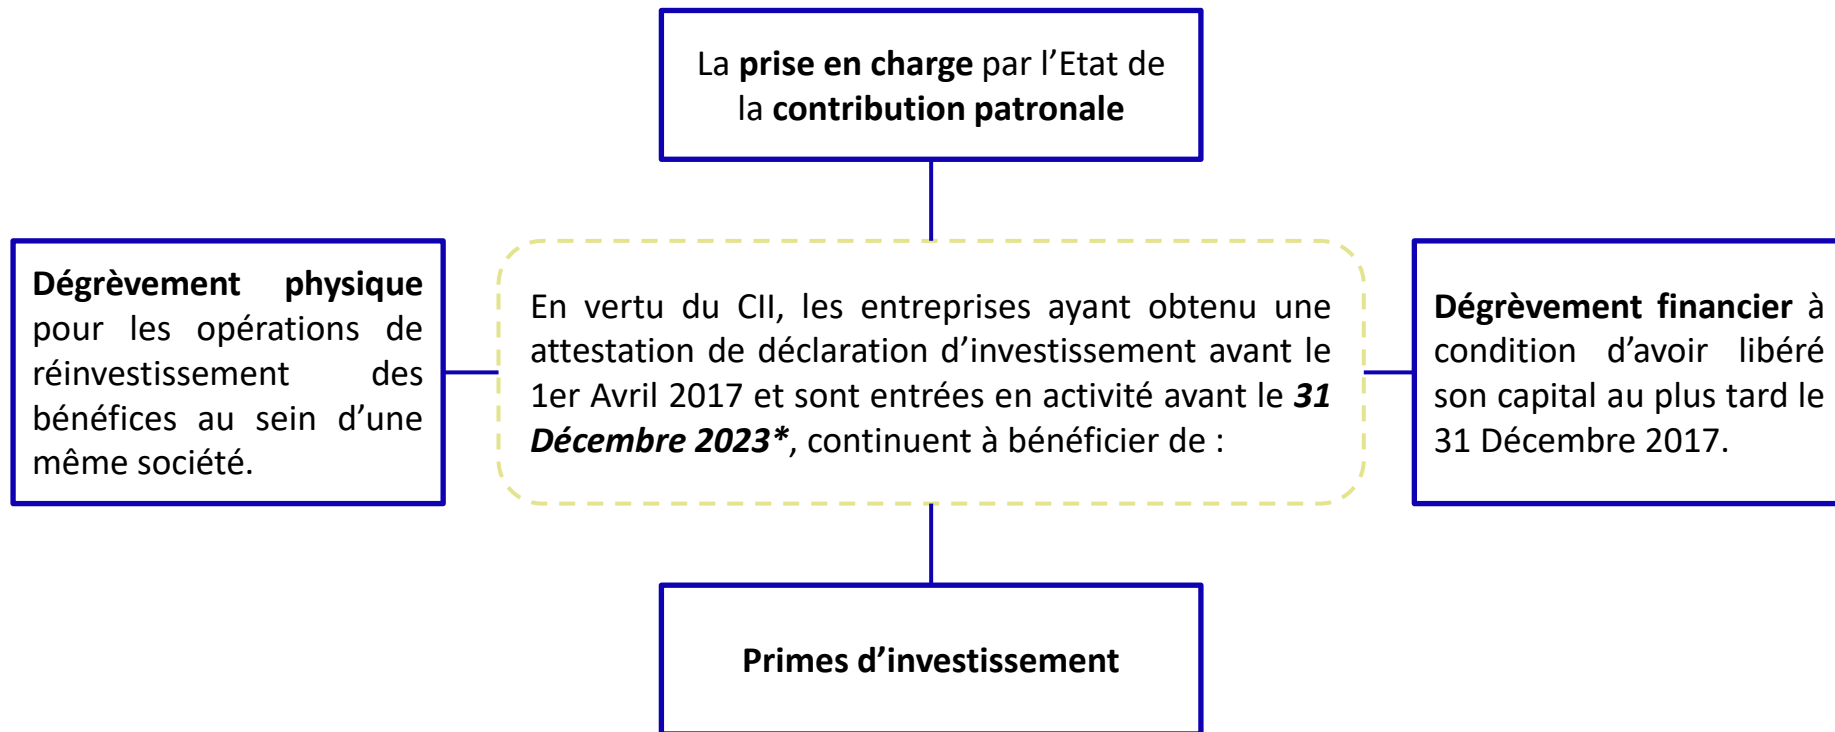 La prise en charge par l’Etat de
la contribution patronale
Dégrèvement physique
pour les opérations de
réinvestissement des
bénéfices au sein d’une
même société.
En vertu du CII, les entreprises ayant obtenu une
attestation de déclaration d’investissement avant le
1er Avril 2017 et sont entrées en activité avant le 31
Décembre 2023*, continuent à bénéficier de :
Dégrèvement financier à
condition d’avoir libéré
son capital au plus tard le
31 Décembre 2017.
Primes d’investissement